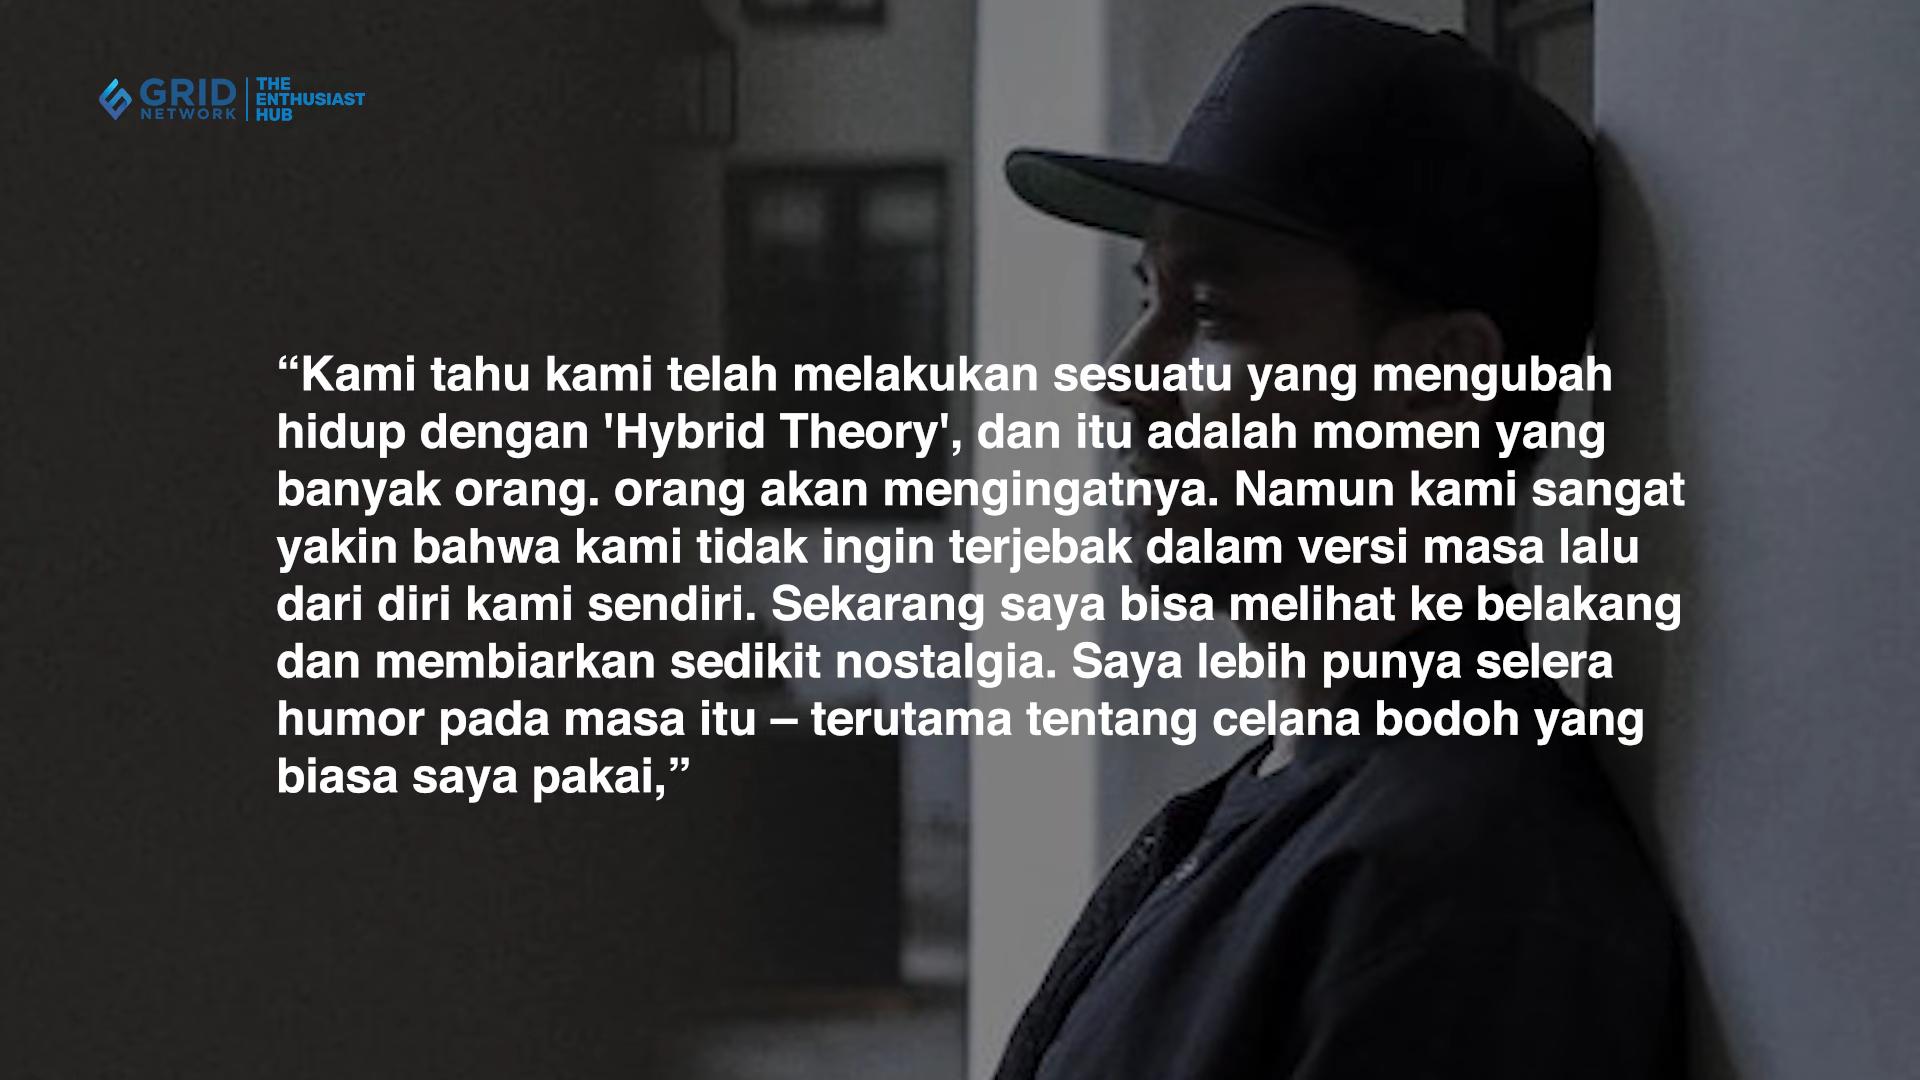 GRID
NETWORK
THE
ENTHUSIAST
HUB
“Kami tahu kami telah melakukan sesuatu yang mengubah
hidup dengan 'Hybrid Theory', dan itu adalah momen yang
banyak orang. orang akan mengingatnya. Namun kami sangat
yakin bahwa kami tidak ingin terjebak dalam versi masa lalu
dari diri kami sendiri. Sekarang saya bisa melihat ke belakang
dan membiarkan sedikit nostalgia. Saya lebih punya selera
humor pada masa itu – terutama tentang celana bodoh yang
biasa saya pakai,”